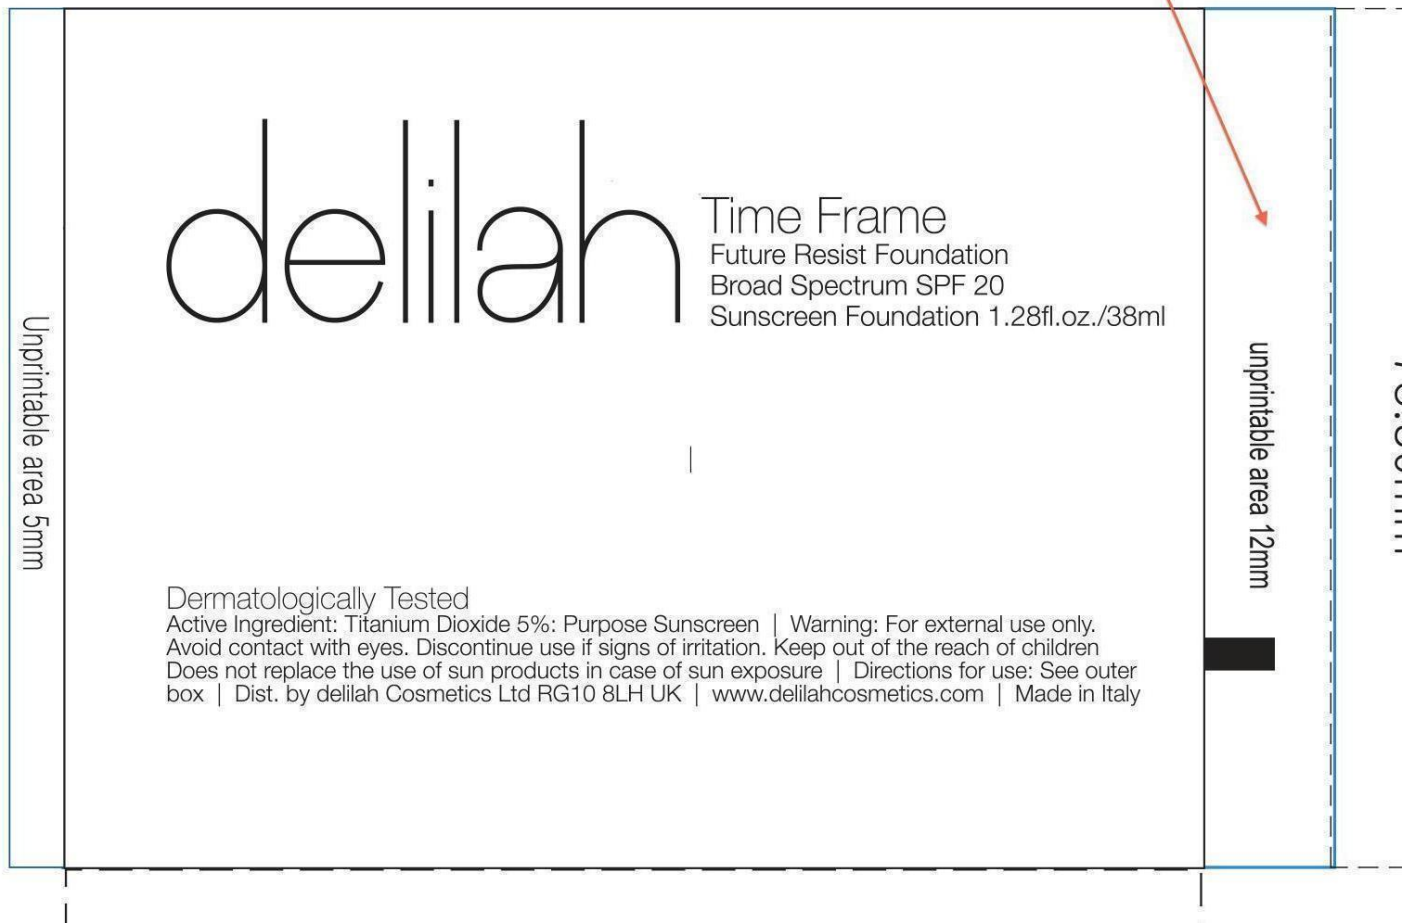 delilah
Time Frame
Future Resist Foundation
Broad Spectrum SPF 20
Sunscreen Foundation 1.28fl.oz./38ml
Dermatologically Tested
Active Ingredient: Titanium Dioxide 5%: Purpose Sunscreen | Warning: For external use only.
Avoid contact with eyes. Discontinue use if signs of irritation. Keep out of the reach of children
Does not replace the use of sun products in case of sun exposure | Directions for use: See outer
box | Dist. by delilah Cosmetics Ltd RG10 8LH UK | www.delilahcosmetics.com | Made in Italy
Unprintable area 5mm
unprintable area 12mm